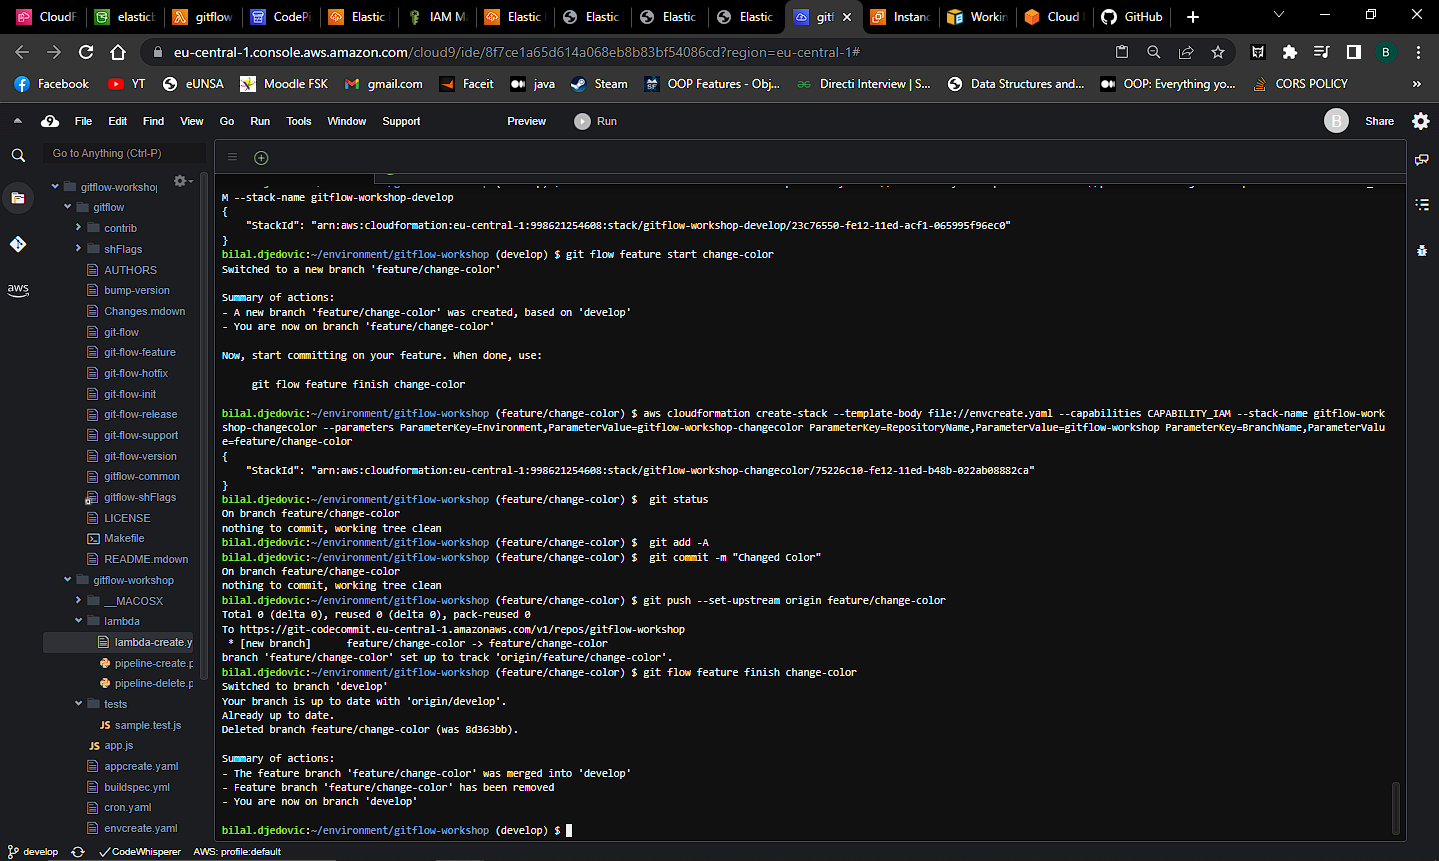 CloudF
elasticb
gitflow
CodePi
Elastic
IAM M
Elastic
Elastic
Elastic
Elastic
gitf
Instanc
Workin
Cloud
GitHub
eu-central-1.console.aws.amazon.com/cloud9/ide/8f7ce1a65d614a068eb8b83bf54086cd?region=eu-central-1#
B
Facebook
YT
eUNSA
Moodle FSK
gmail.com
Faceit
java
Steam
OOP Features - Obj...
Directi Interview | S...
Data Structures and...
OOP: Everything yo...
CORS POLICY
»
9
File
Edit
Find
View
Go
Run
Tools
Window
Support
Preview
Run
B
Share
Go to Anything (Ctrl-P)
aws
gitflow-workshop
gitflow
contrib
shFlags
AUTHORS
bump-version
Changes.mdown
git-flow
git-flow-feature
git-flow-hotfix
git-flow-init
git-flow-release
git-flow-support
git-flow-version
gitflow-common
gitflow-shFlags
LICENSE
Makefile
README.mdown
gitflow-workshop
__MACOSX
lambda
lambda-create.y
pipeline-create.p
pipeline-delete.p
tests
JS sample.test.js
JS app.js
appcreate.yaml
buildspec.yml
cron.yaml
envcreate.yaml
M --stack-name gitflow-workshop-develop
{
"StackId": "arn:aws:cloudformation:eu-central-1:998621254608:stack/gitflow-workshop-develop/23c76550-fe12-11ed-acf1-065995f96ec0"
}
bilal.djedovic:~/environment/gitflow-workshop (develop) $ git flow feature start change-color
Switched to a new branch 'feature/change-color'
Summary of actions:
- A new branch 'feature/change-color' was created, based on 'develop'
- You are now on branch 'feature/change-color'
Now, start committing on your feature. When done, use:
git flow feature finish change-color
bilal.djedovic:~/environment/gitflow-workshop (feature/change-color) $ aws cloudformation create-stack --template-body file://envcreate.yaml --capabilities CAPABILITY_IAM --stack-name gitflow-work
shop-changecolor --parameters ParameterKey=Environment,ParameterValue=gitflow-workshop-changecolor ParameterKey=RepositoryName,ParameterValue=gitflow-workshop ParameterKey=BranchName,ParameterValu
e=feature/change-color
{
"StackId": "arn:aws:cloudformation:eu-central-1:998621254608:stack/gitflow-workshop-changecolor/75226c10-fe12-11ed-b48b-022ab08882ca"
}
bilal.djedovic:~/environment/gitflow-workshop (feature/change-color) $ git status
On branch feature/change-color
nothing to commit, working tree clean
bilal.djedovic:~/environment/gitflow-workshop (feature/change-color) $ git add -A
bilal.djedovic:~/environment/gitflow-workshop (feature/change-color) $ git commit -m "Changed Color"
On branch feature/change-color
nothing to commit, working tree clean
bilal.djedovic:~/environment/gitflow-workshop (feature/change-color) $ git push --set-upstream origin feature/change-color
Total 0 (delta 0), reused 0 (delta 0), pack-reused 0
To https://git-codecommit.eu-central-1.amazonaws.com/v1/repos/gitflow-workshop
* [new branch] feature/change-color -> feature/change-color
branch 'feature/change-color' set up to track 'origin/feature/change-color'.
bilal.djedovic:~/environment/gitflow-workshop (feature/change-color) $ git flow feature finish change-color
Switched to branch 'develop'
Your branch is up to date with 'origin/develop'.
Already up to date.
Deleted branch feature/change-color (was 8d363bb).
Summary of actions:
- The feature branch 'feature/change-color' was merged into 'develop'
- Feature branch 'feature/change-color' has been removed
- You are now on branch 'develop'
bilal.djedovic:~/environment/gitflow-workshop (develop) $
develop
CodeWhisperer
AWS: profile:default